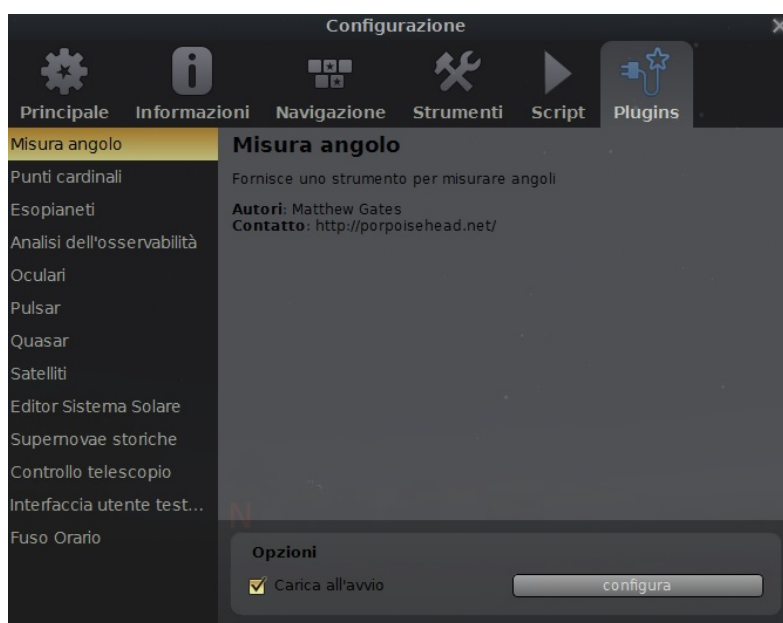 Configurazione
Principale Informazioni Navigazione Strumenti Script Plugins
Misura angolo
Punti cardinali
Esopianeti
Analisi dell'osservabilità
Oculari
Pulsar
Quasar
Satelliti
Editor Sistema Solare
Supernovae storiche
Controllo telescopio
Interfaccia utente test...
Fuso Orario
Misura angolo
Fornisce uno strumento per misurare angoli
Autori: Matthew Gates
Contatto: http://porpoisehead.net/
N
Opzioni
Carica all'avvio
configura